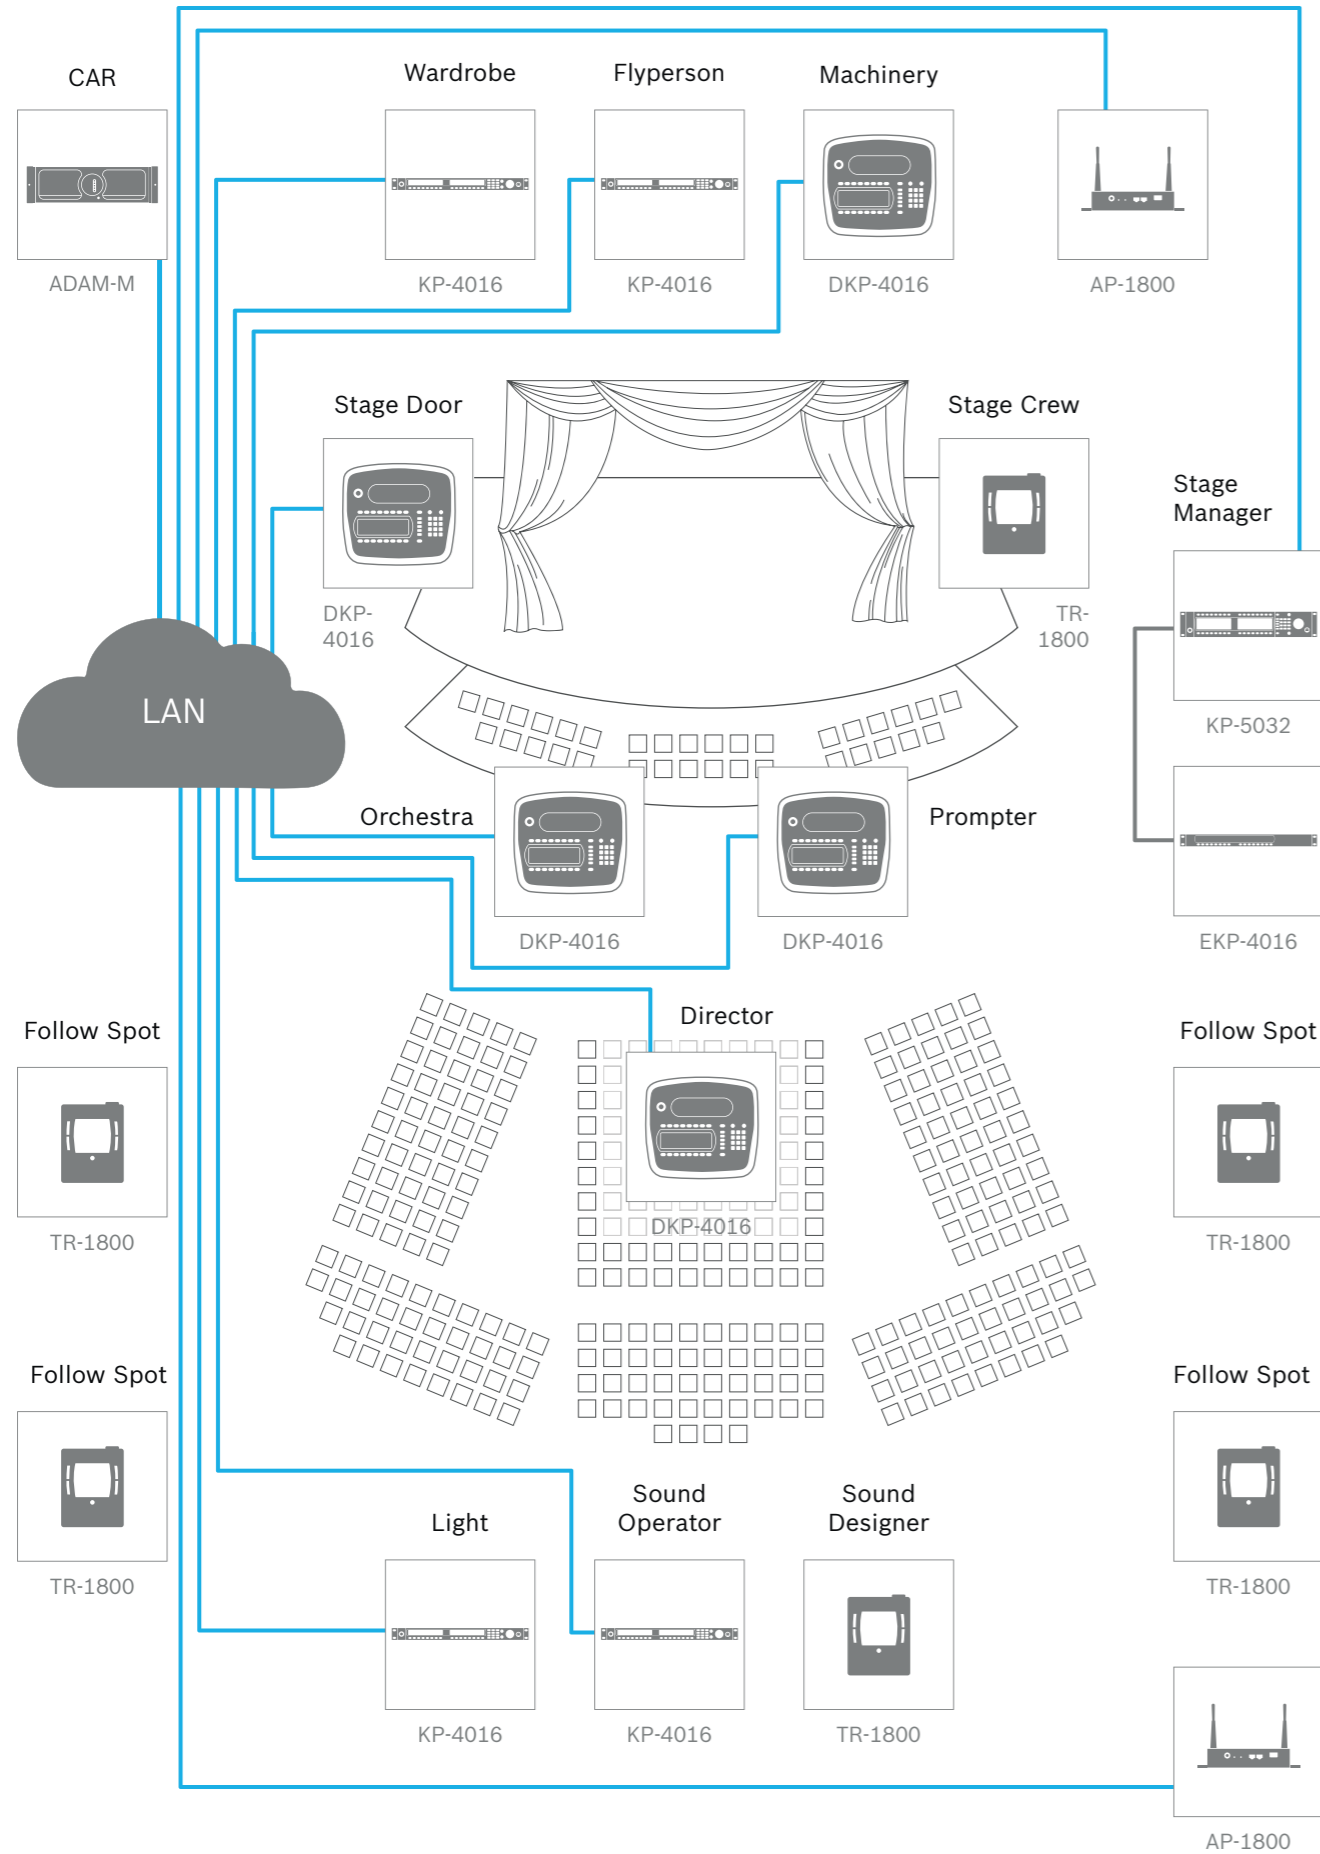 CAR
Wardrobe
Flyperson
Machinery
ADAM-M
KP-4016
KP-4016
DKP-4016
AP-1800
Stage Door
Stage Crew
DKP-
4016
TR-
1800
Stage
Manager
KP-5032
LAN
Orchestra
Prompter
DKP-4016
DKP-4016
EKP-4016
Follow Spot
Director
Follow Spot
TR-1800
DKP-4016
TR-1800
Follow Spot
Follow Spot
TR-1800
TR-1800
Light
Sound
Operator
Sound
Designer
KP-4016
KP-4016
TR-1800
AP-1800